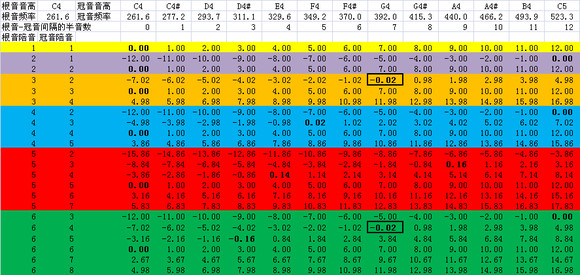 根音音高 C4 冠音音高 C4 C4# D4 D4# E4 F4 F4# G4 G4# A4 A4# B4 C5
根音频率 261.6 冠音频率 261.6 277.2 293.7 311.1 329.6 349.2 370.0 392.0 415.3 440.0 466.2 493.9 523.3
根音-冠音间隔的半音数 0 1 2 3 4 5 6 7 8 9 10 11 12
根音陪音 冠音陪音
1 1 0.00 1.00 2.00 3.00 4.00 5.00 6.00 7.00 8.00 9.00 10.00 11.00 12.00
2 1 -12.00 -11.00 -10.00 -9.00 -8.00 -7.00 -6.00 -5.00 -4.00 -3.00 -2.00 -1.00 0.00
2 2 0.00 1.00 2.00 3.00 4.00 5.00 6.00 7.00 8.00 9.00 10.00 11.00 12.00
3 2 -7.02 -6.02 -5.02 -4.02 -3.02 -2.02 -1.02 -0.02 0.98 1.98 2.98 3.98 4.98
3 3 0.00 1.00 2.00 3.00 4.00 5.00 6.00 7.00 8.00 9.00 10.00 11.00 12.00
3 4 4.98 5.98 6.98 7.98 8.98 9.98 10.98 11.98 12.98 13.98 14.98 15.98 16.98
4 2 -12.00 -11.00 -10.00 -9.00 -8.00 -7.00 -6.00 -5.00 -4.00 -3.00 -2.00 -1.00 0.00
4 3 -4.98 -3.98 -2.98 -1.98 -0.98 0.02 1.02 2.02 3.02 4.02 5.02 6.02 7.02
4 4 0.00 1.00 2.00 3.00 4.00 5.00 6.00 7.00 8.00 9.00 10.00 11.00 12.00
4 5 3.86 4.86 5.86 6.86 7.86 8.86 9.86 10.86 11.86 12.86 13.86 14.86 15.86
5 2 -15.86 -14.86 -13.86 -12.86 -11.86 -10.86 -9.86 -8.86 -7.86 -6.86 -5.86 -4.86 -3.86
5 3 -8.84 -7.84 -6.84 -5.84 -4.84 -3.84 -2.84 -1.84 -0.84 0.16 1.16 2.16 3.16
5 4 -3.86 -2.86 -1.86 -0.86 0.14 1.14 2.14 3.14 4.14 5.14 6.14 7.14 8.14
5 5 0.00 1.00 2.00 3.00 4.00 5.00 6.00 7.00 8.00 9.00 10.00 11.00 12.00
5 6 3.16 4.16 5.16 6.16 7.16 8.16 9.16 10.16 11.16 12.16 13.16 14.16 15.16
5 7 5.83 6.83 7.83 8.83 9.83 10.83 11.83 12.83 13.83 14.83 15.83 16.83 17.83
6 3 -12.00 -11.00 -10.00 -9.00 -8.00 -7.00 -6.00 -5.00 -4.00 -3.00 -2.00 -1.00 0.00
6 4 -7.02 -6.02 -5.02 -4.02 -3.02 -2.02 -1.02 -0.02 0.98 1.98 2.98 3.98 4.98
6 5 -3.16 -2.16 -1.16 -0.16 0.84 1.84 2.84 3.84 4.84 5.84 6.84 7.84 8.84
6 6 0.00 1.00 2.00 3.00 4.00 5.00 6.00 7.00 8.00 9.00 10.00 11.00 12.00
6 7 2.67 3.67 4.67 5.67 6.67 7.67 8.67 9.67 10.67 11.67 12.67 13.67 14.67
6 8 4.98 5.98 6.98 7.98 8.98 9.98 10.98 11.98 12.98 13.98 14.98 15.98 16.98